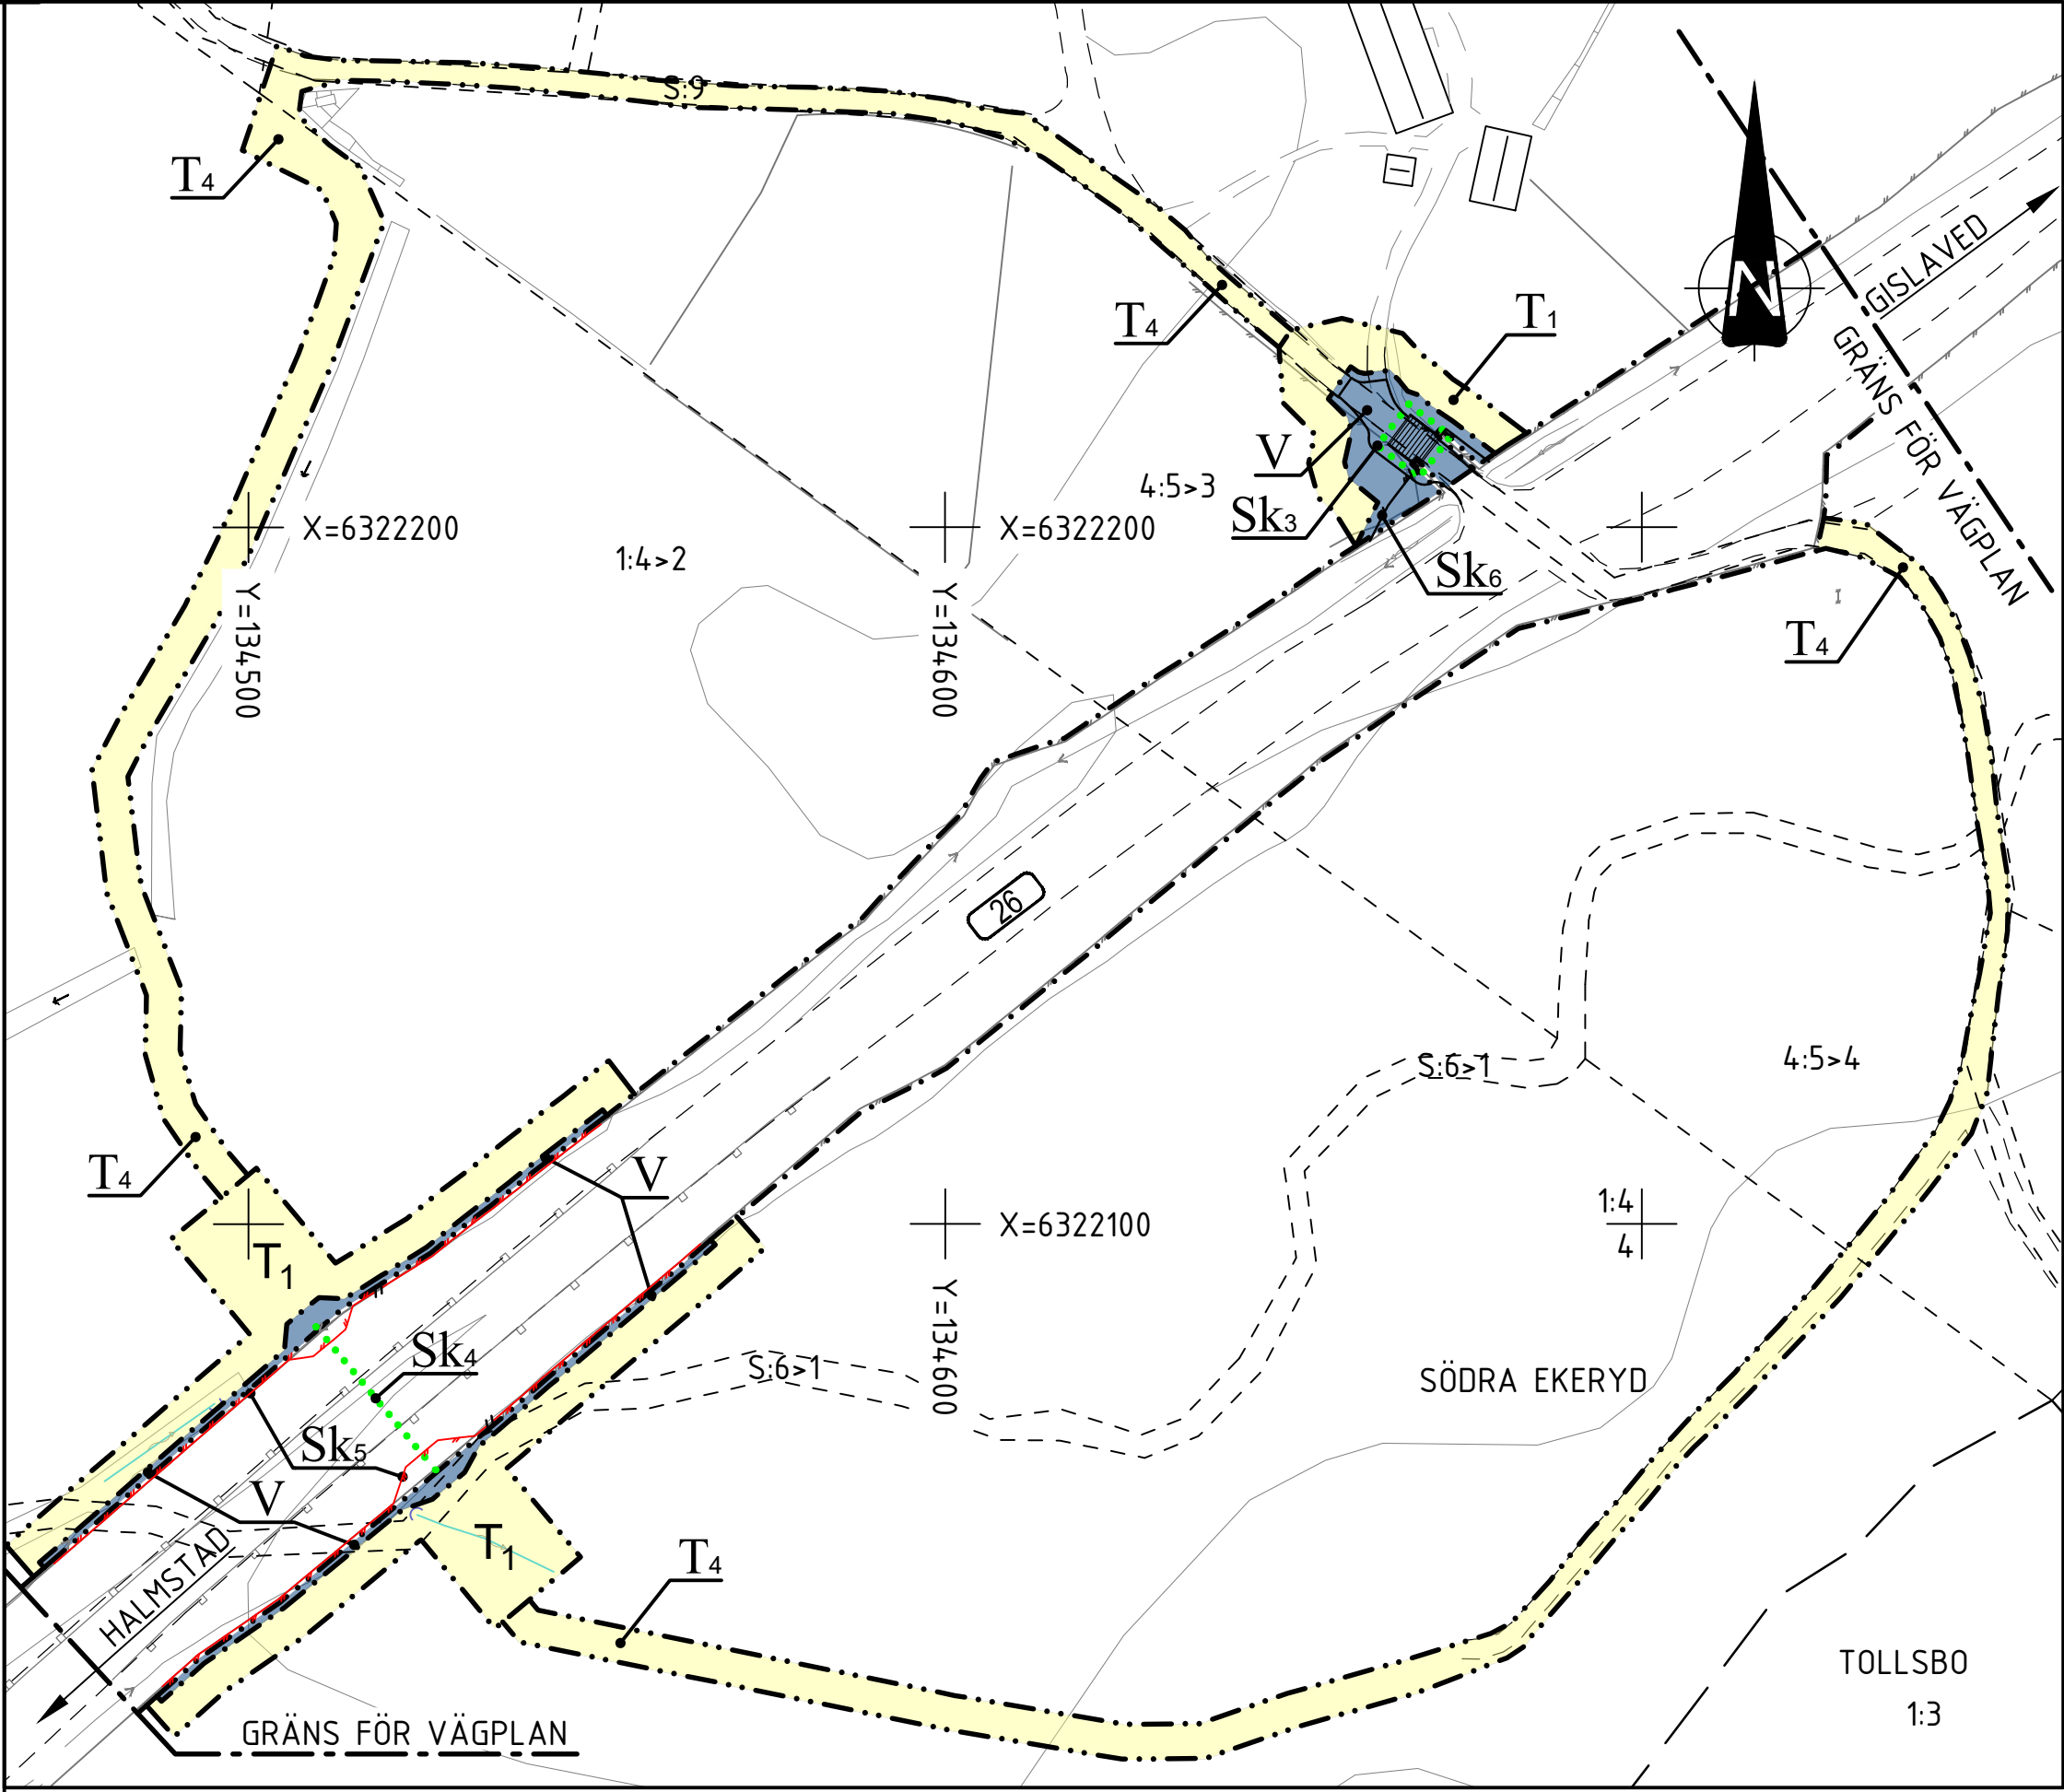 S:9
T4
GISLAVED
N
T1
T4
GRÄNS FÖR VÄGPLAN
V
4:5>3
Sk3
X=6322200
X=6322200
1:4>2
Sk6
Y=134500
Y=134600
T4
26
4:5>4
S:6>1
T4
V
1:4
4
X=6322100
T1
Y=134600
Sk4
S:6>1
SÖDRA EKERYD
Sk5
V
T1
T4
HALMSTAD
TOLLSBO
1:3
GRÄNS FÖR VÄGPLAN